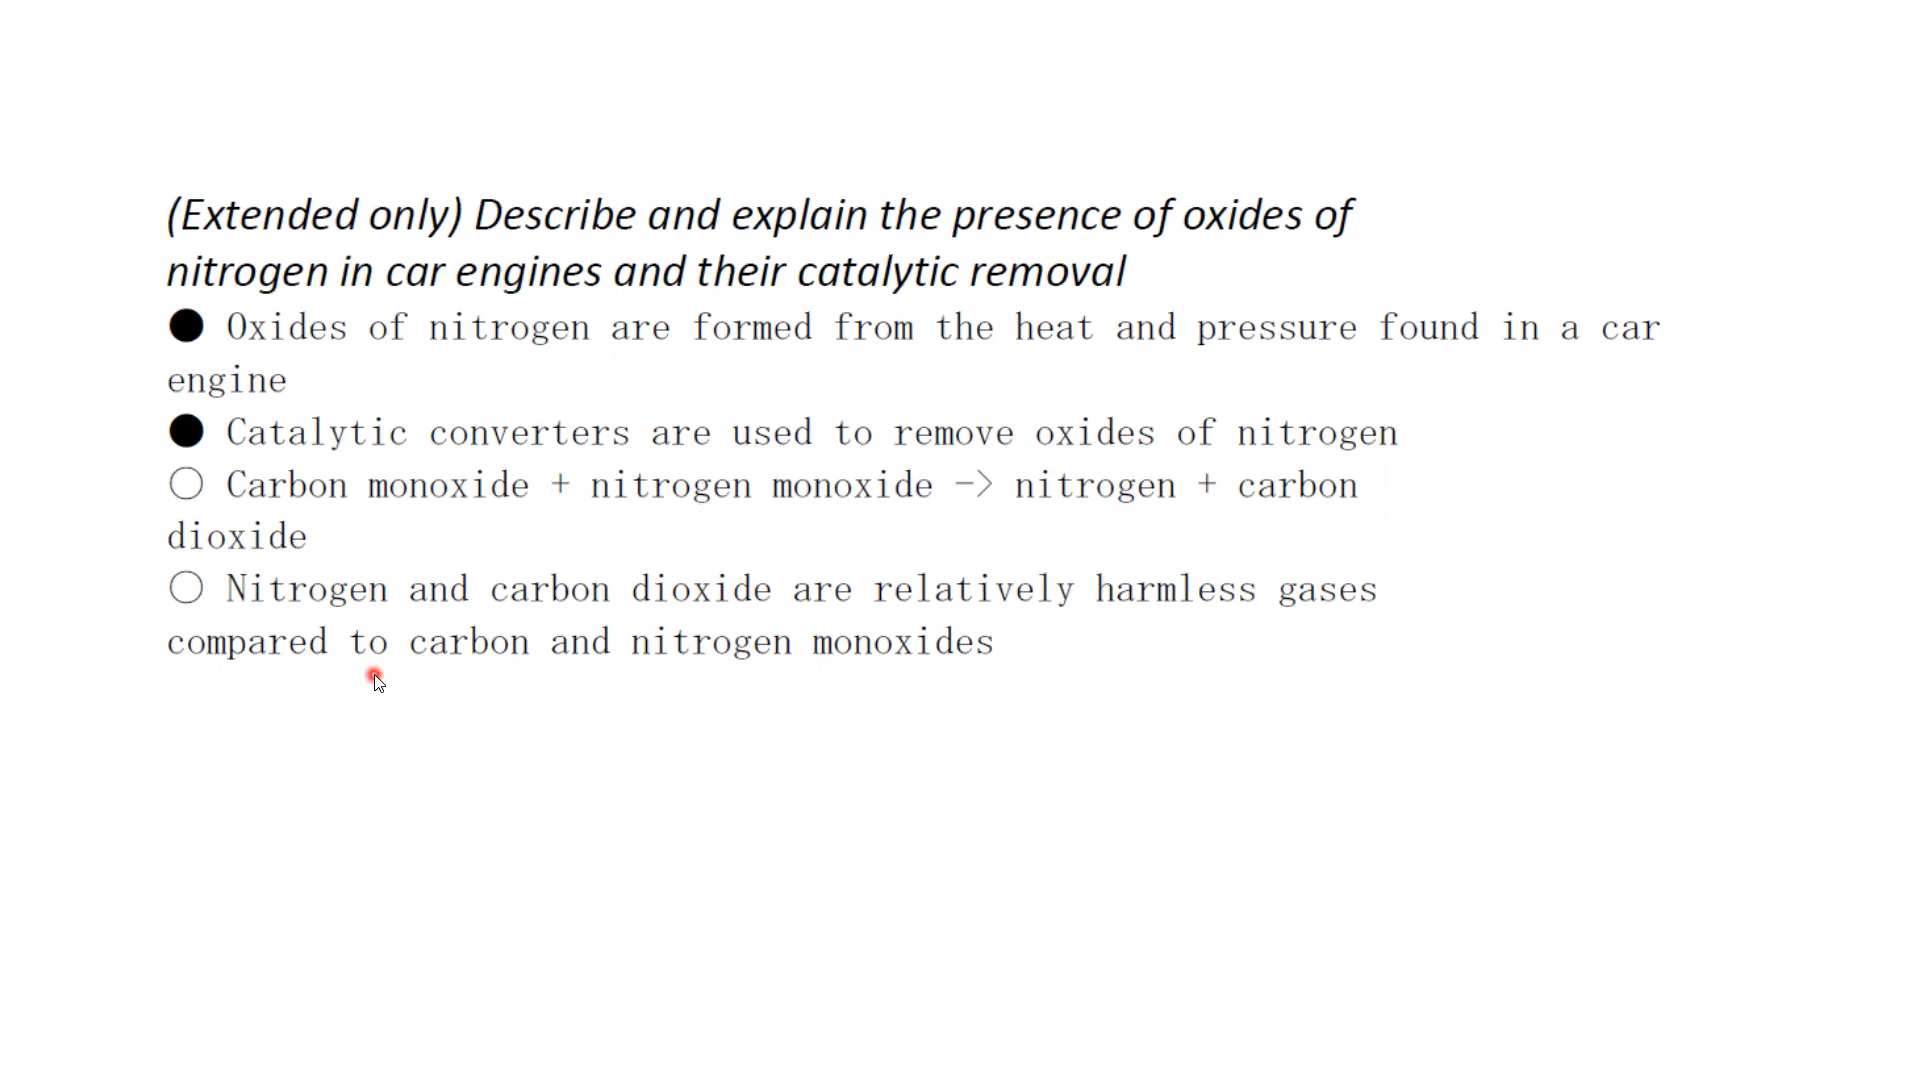 (Extended only) Describe and explain the presence of oxides of
nitrogen in car engines and their catalytic removal
● Oxides of nitrogen are formed from the heat and pressure found in a car
engine
● Catalytic converters are used to remove oxides of nitrogen
○ Carbon monoxide + nitrogen monoxide -> nitrogen + carbon
dioxide
○ Nitrogen and carbon dioxide are relatively harmless gases
compared to carbon and nitrogen monoxides